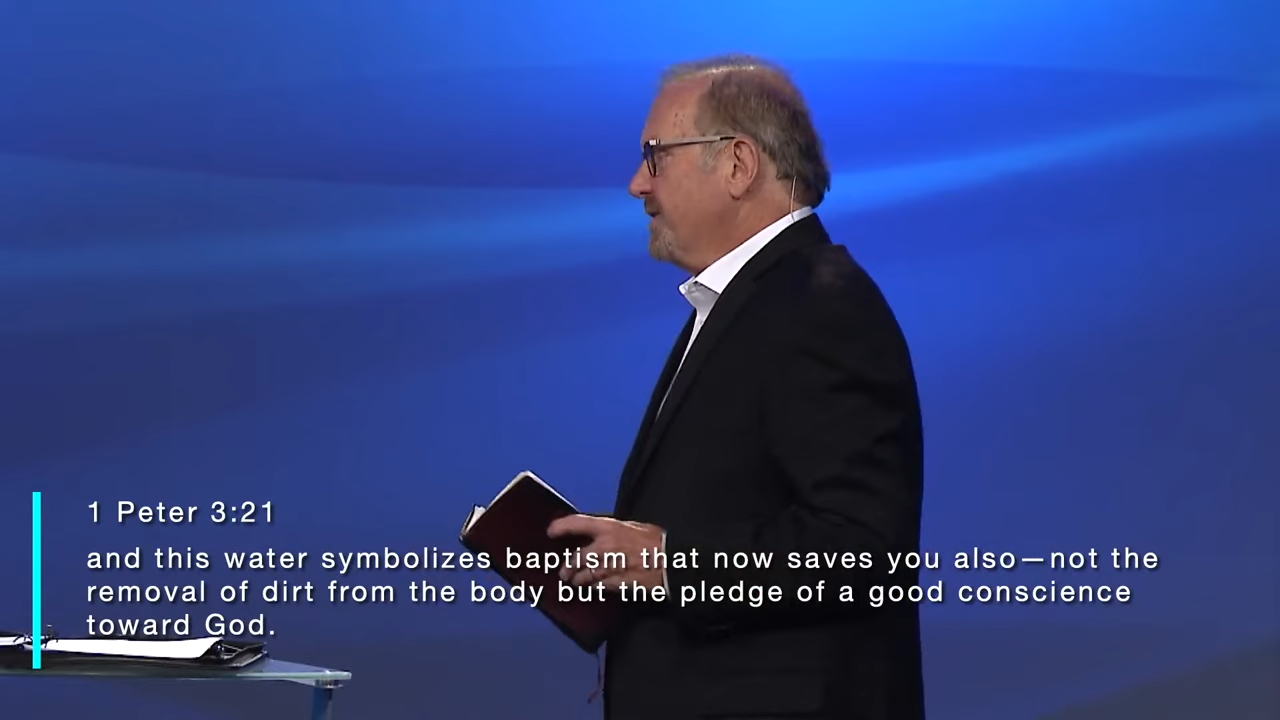 1 Peter 3:21
and this water symbolizes baptism that now saves you also—not the
removal of dirt from the body but the pledge of a good conscience
toward God.